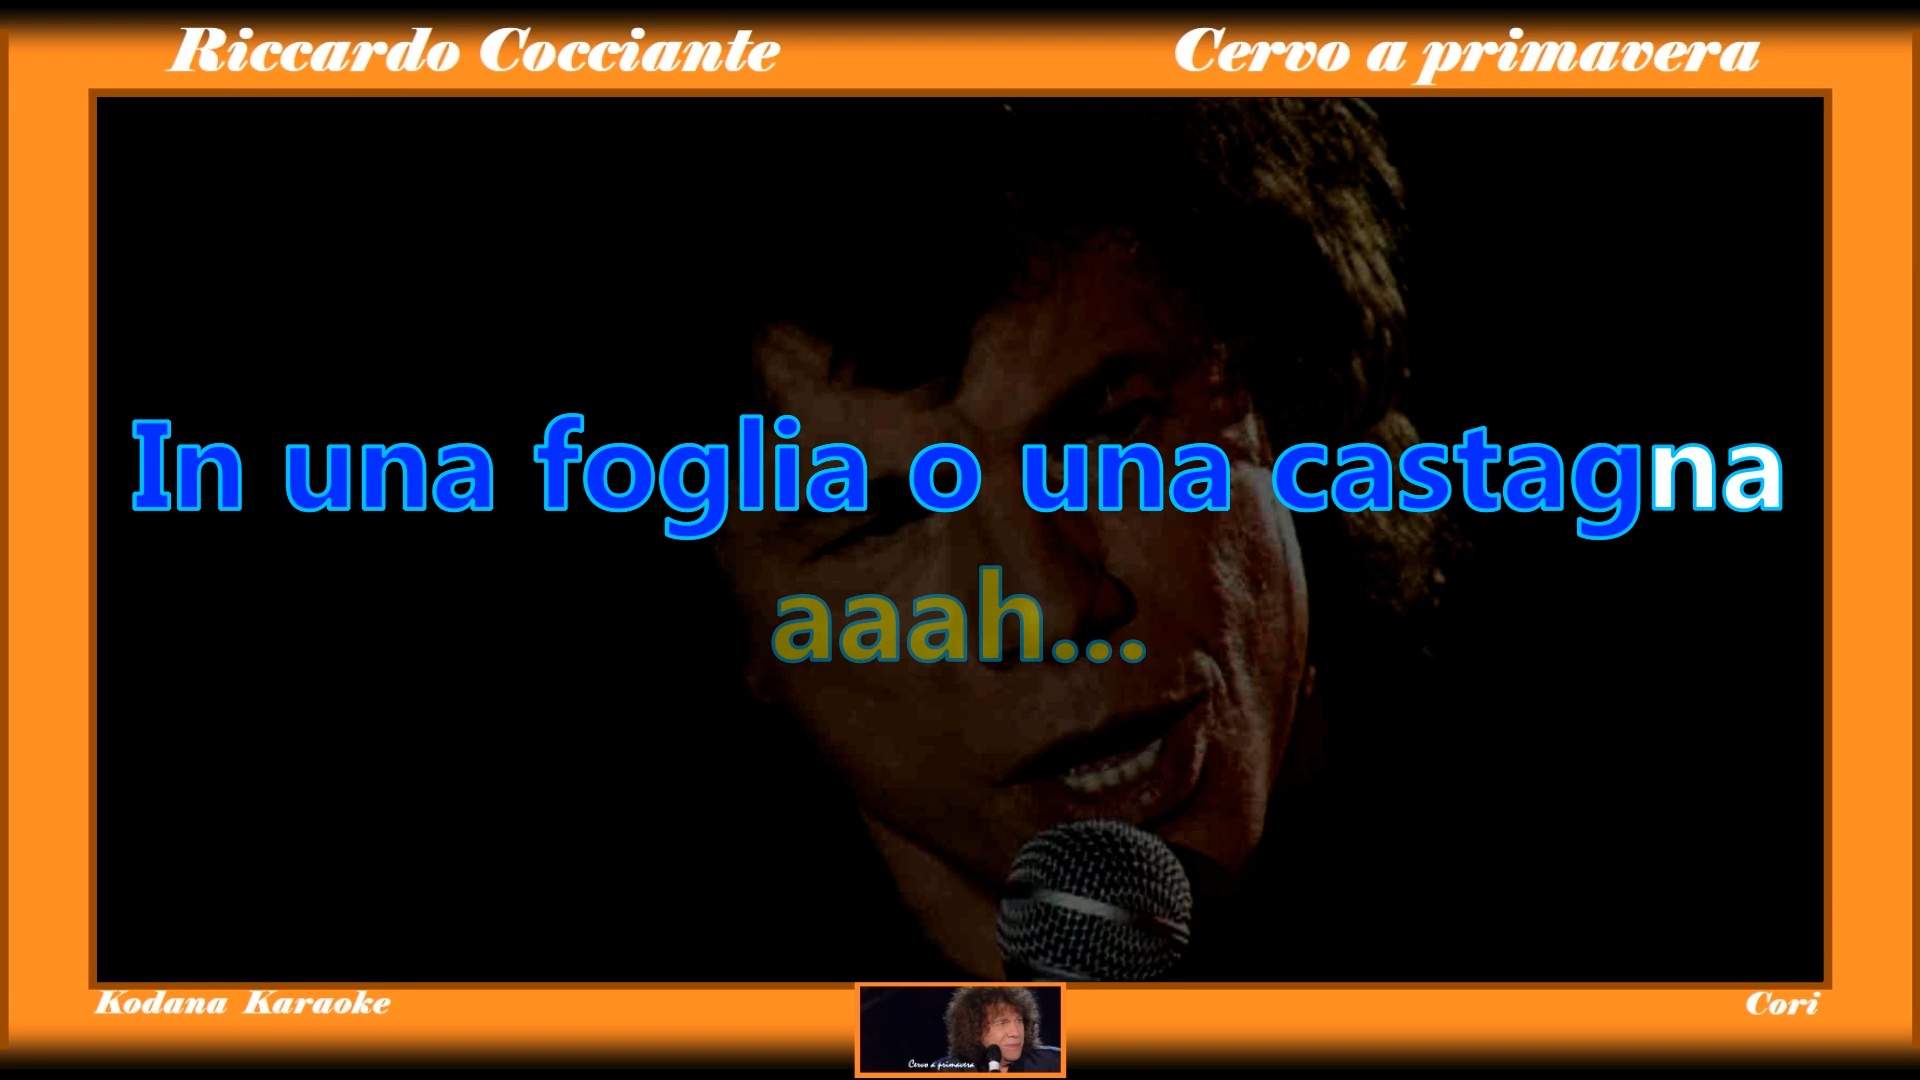 Riccardo Cocciante
Cervo a primavera
In una foglia o una castagna
aaah...
Kodana Karaoke
Cori
Cervo a primavera